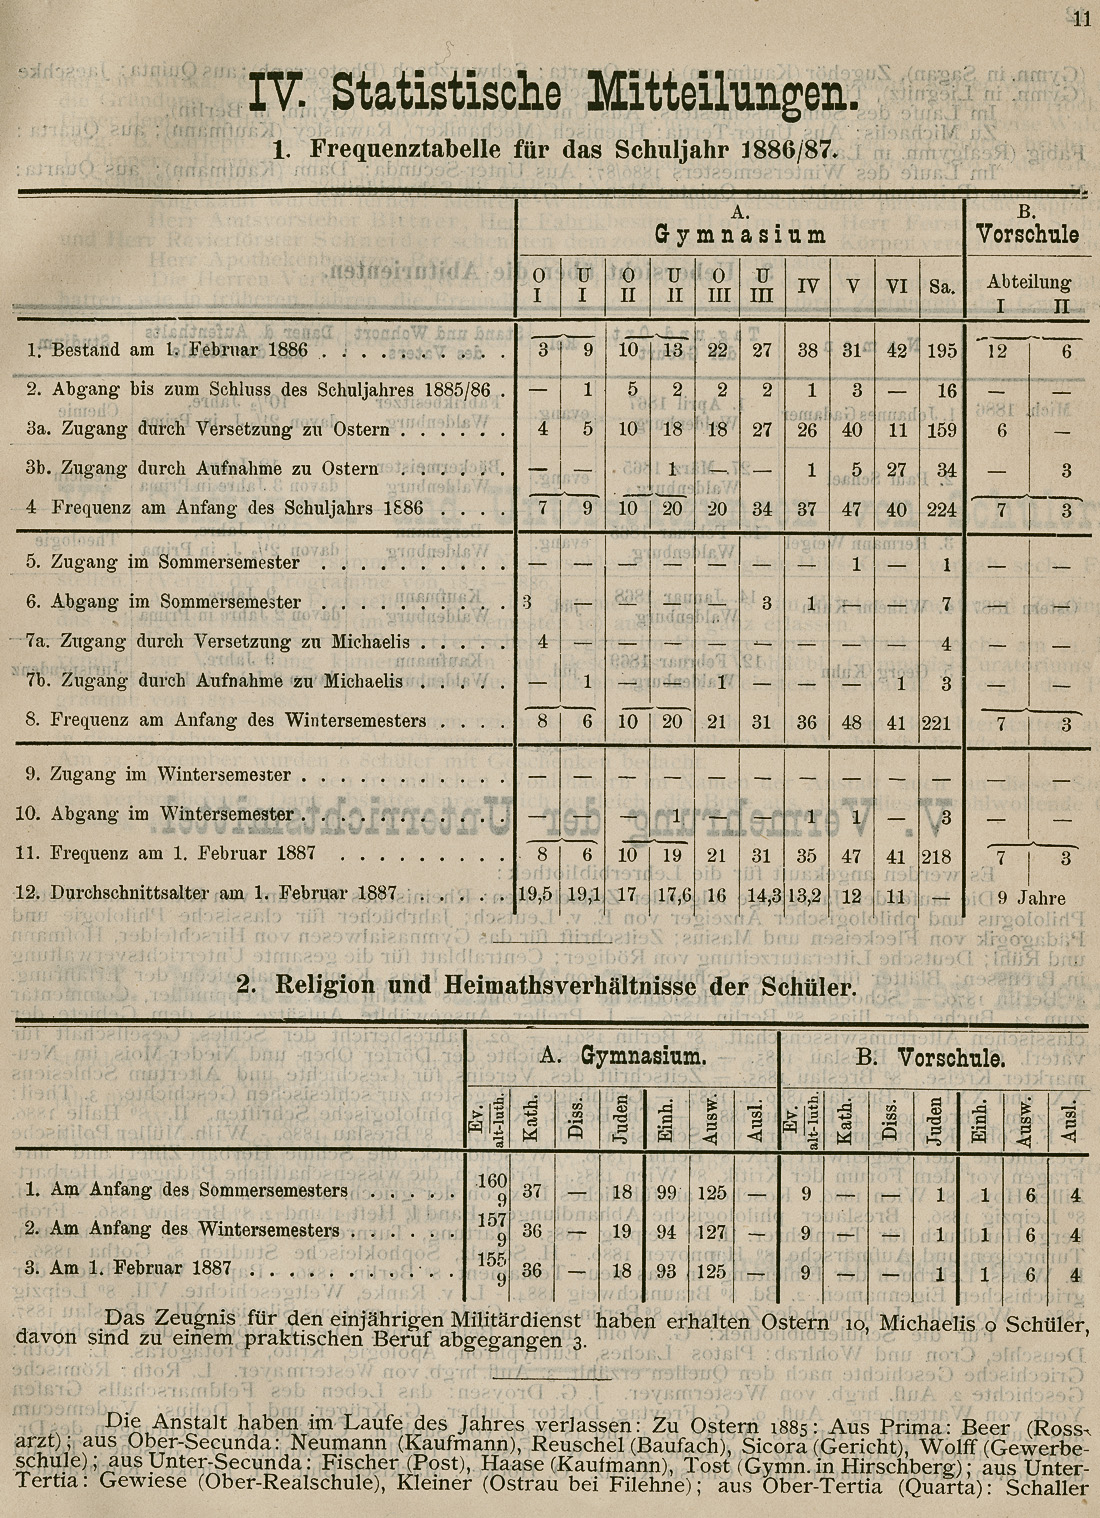 11
IV. Statistische Mitteilungen.
1. Frequenztabelle für das Schuljahr 1886/87.
A. Gymnasium B. Vorschule
O I U I O II U II O III U III IV V VI Sa. Abteilung I II
1. Bestand am 1. Februar 1886 . . . . . . . . . . 3 9 10 13 22 27 38 31 42 195 12 6
2. Abgang bis zum Schluss des Schuljahres 1885/86 . — 1 5 2 2 2 1 3 — 16 — —
3a. Zugang durch Versetzung zu Ostern . . . . . . 4 5 10 18 18 27 26 40 11 159 6 —
3b. Zugang durch Aufnahme zu Ostern . . . . . . — — — 1 — — 1 5 27 34 — 3
4 Frequenz am Anfang des Schuljahrs 1886 . . . . 7 9 10 20 20 34 37 47 40 224 7 3
5. Zugang im Sommersemester . . . . . . . . . . — — — — — — — 1 — 1 — —
6. Abgang im Sommersemester . . . . . . . . . . 3 — — — — 3 1 — — 7 — —
7a. Zugang durch Versetzung zu Michaelis . . . . . 4 — — — — — — — — 4 — —
7b. Zugang durch Aufnahme zu Michaelis . . . . . — 1 — — 1 — — — 1 3 — —
8. Frequenz am Anfang des Wintersemesters . . . . 8 6 10 20 21 31 36 48 41 221 7 3
9. Zugang im Wintersemester . . . . . . . . . . . — — — — — — — — — — — —
10. Abgang im Wintersemester . . . . . . . . . . . — — — 1 — — 1 1 — 3 — —
11. Frequenz am 1. Februar 1887 . . . . . . . . . 8 6 10 19 21 31 35 47 41 218 7 3
12. Durchschnittsalter am 1. Februar 1887 . . . . . . 19,5 19,1 17 17,6 16 14,3 13,2 12 11 — 9 Jahre
2. Religion und Heimathsverhältnisse der Schüler.
A. Gymnasium. B. Vorschule.
Ev. alt-luth. Kath. Diss. Juden Einh. Ausw. Ausl. Ev. alt-luth. Kath. Diss. Juden Einh. Ausw. Ausl.
1. Am Anfang des Sommersemesters . . . . . 160 9 37 — 18 99 125 — 9 — — 1 1 6 4
2. Am Anfang des Wintersemesters . . . . . . 157 9 36 — 19 94 127 — 9 — — 1 1 6 4
3. Am 1. Februar 1887 . . . . . . . . . . . 155 9 36 — 18 93 125 — 9 — — 1 1 6 4
Das Zeugnis für den einjährigen Militärdienst haben erhalten Ostern 10, Michaelis 0 Schüler,
davon sind zu einem praktischen Beruf abgegangen 3.
Die Anstalt haben im Laufe des Jahres verlassen: Zu Ostern 1885: Aus Prima: Beer (Ross-
arzt); aus Ober-Secunda: Neumann (Kaufmann), Reuschel (Baufach), Sicora (Gericht), Wolff (Gewerbe-
schule); aus Unter-Secunda: Fischer (Post), Haase (Kaufmann), Tost (Gymn. in Hirschberg); aus Unter-
Tertia: Gewiese (Ober-Realschule), Kleiner (Ostrau bei Filehne); aus Ober-Tertia (Quarta): Schaller